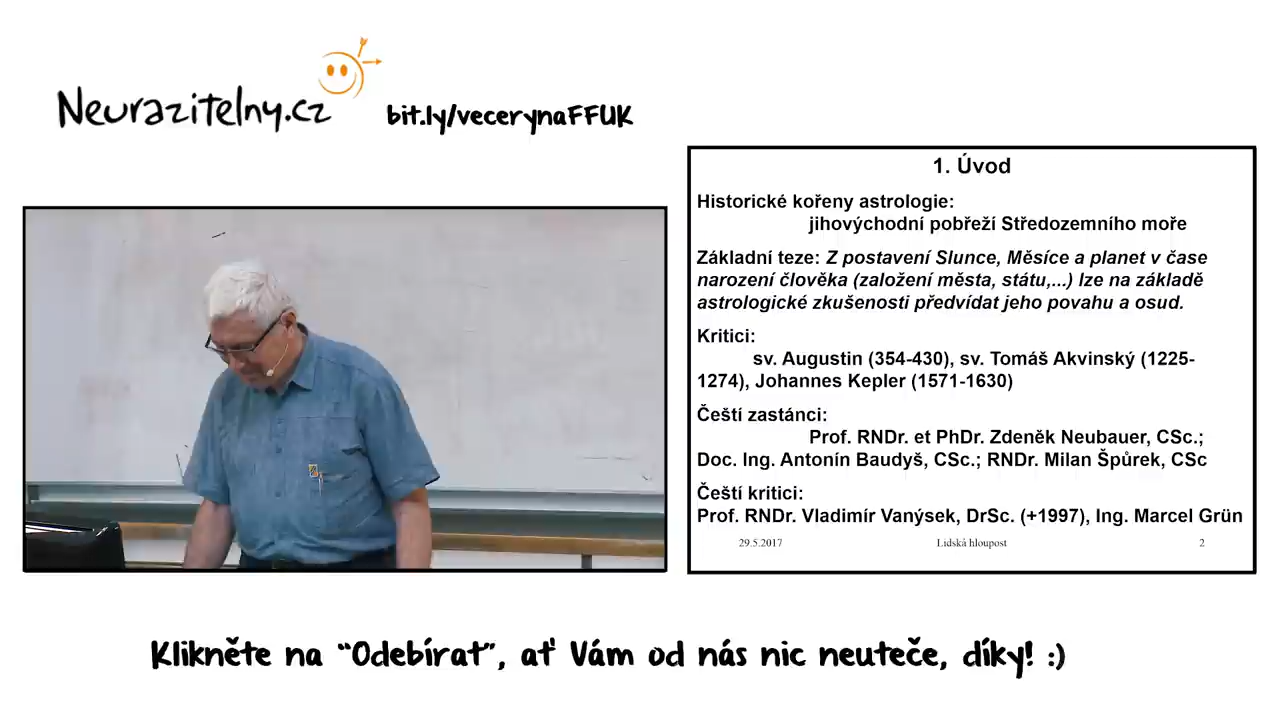 Neurazitelny.cz
bit.ly/vecerynaFFUK
1. Úvod
Historické kořeny astrologie:
jihovýchodní pobřeží Středozemního moře
Základní teze: Z postavení Slunce, Měsíce a planet v čase
narození člověka (založení města, státu,...) lze na základě
astrologické zkušenosti předvídat jeho povahu a osud.
Kritici:
sv. Augustin (354-430), sv. Tomáš Akvinský (1225-
1274), Johannes Kepler (1571-1630)
Čeští zastánci:
Prof. RNDr. et PhDr. Zdeněk Neubauer, CSc.;
Doc. Ing. Antonín Baudyš, CSc.; RNDr. Milan Špůrek, CSc
Čeští kritici:
Prof. RNDr. Vladimír Vanýsek, DrSc. (+1997), Ing. Marcel Grün
29.5.2017 Lidská hloupost 2
Klikněte na “Odebírat”, ať Vám od nás nic neuteče, díky! :)